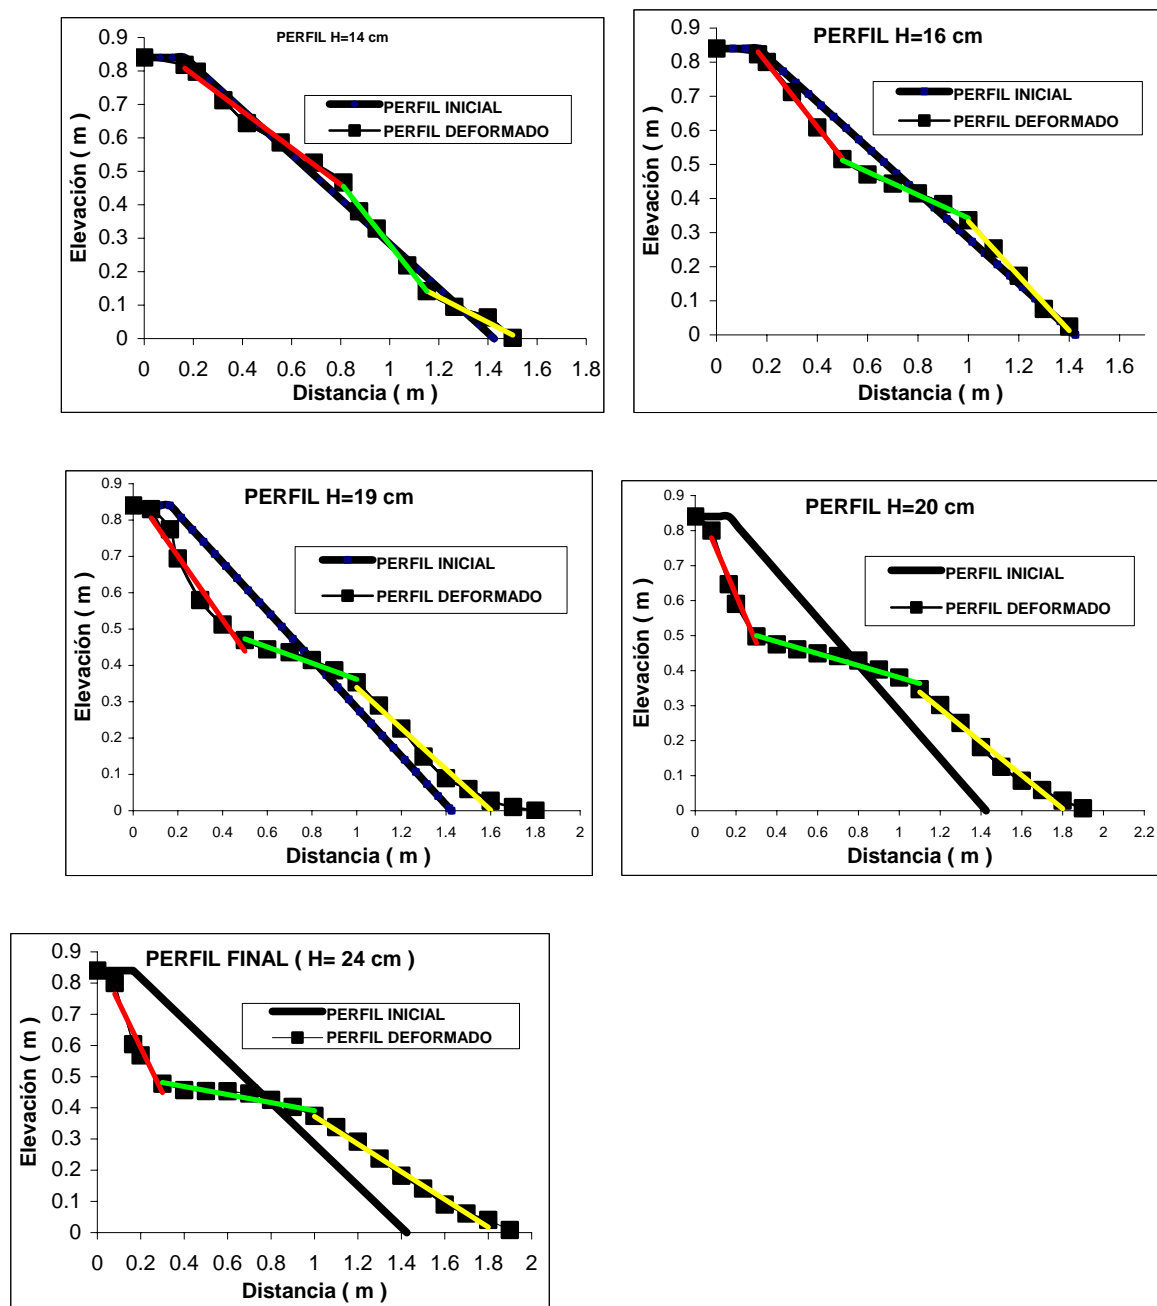 PERFIL H=14 cm
PERFIL INICIAL
PERFIL DEFORMADO
Elevación ( m )
0.9
0.8
0.7
0.6
0.5
0.4
0.3
0.2
0.1
0
0 0.2 0.4 0.6 0.8 1 1.2 1.4 1.6 1.8
Distancia ( m )
PERFIL H=16 cm
PERFIL INICIAL
PERFIL DEFORMADO
Elevación ( m )
0.9
0.8
0.7
0.6
0.5
0.4
0.3
0.2
0.1
0
0 0.2 0.4 0.6 0.8 1 1.2 1.4 1.6
Distancia ( m )
PERFIL H=19 cm
PERFIL INICIAL
PERFIL DEFORMADO
Elevación ( m )
0.9
0.8
0.7
0.6
0.5
0.4
0.3
0.2
0.1
0
0 0.2 0.4 0.6 0.8 1 1.2 1.4 1.6 1.8 2
Distancia ( m )
PERFIL H=20 cm
PERFIL INICIAL
PERFIL DEFORMADO
Elevación ( m )
0.9
0.8
0.7
0.6
0.5
0.4
0.3
0.2
0.1
0
0 0.2 0.4 0.6 0.8 1 1.2 1.4 1.6 1.8 2 2.2
Distancia ( m )
PERFIL FINAL ( H= 24 cm )
PERFIL INICIAL
PERFIL DEFORMADO
Elevación ( m )
0.9
0.8
0.7
0.6
0.5
0.4
0.3
0.2
0.1
0
0 0.2 0.4 0.6 0.8 1 1.2 1.4 1.6 1.8 2
Distancia ( m )